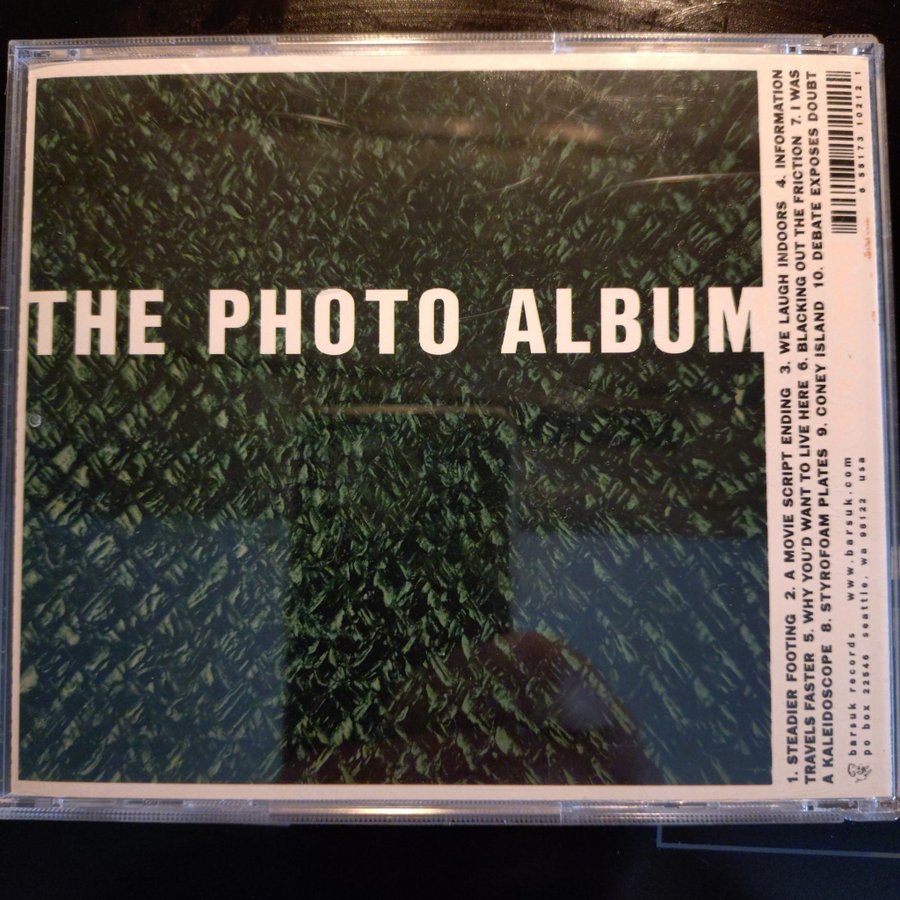 THE PHOTO ALBUM
1. STEADIER FOOTING 2. A MOVIE SCRIPT ENDING 3. WE LAUGH INDOORS 4. INFORMATION
TRAVELS FASTER 5. WHY YOU'D WANT TO LIVE HERE 6. BLACKING OUT THE FRICTION 7. I WAS
A KALEIDOSCOPE 8. STYROFOAM PLATES 9. CONEY ISLAND 10. DEBATE EXPOSES DOUBT
barsuk records www.barsuk.com
po box 22546 seattle, wa 98122 usa
6 55173 10212 1